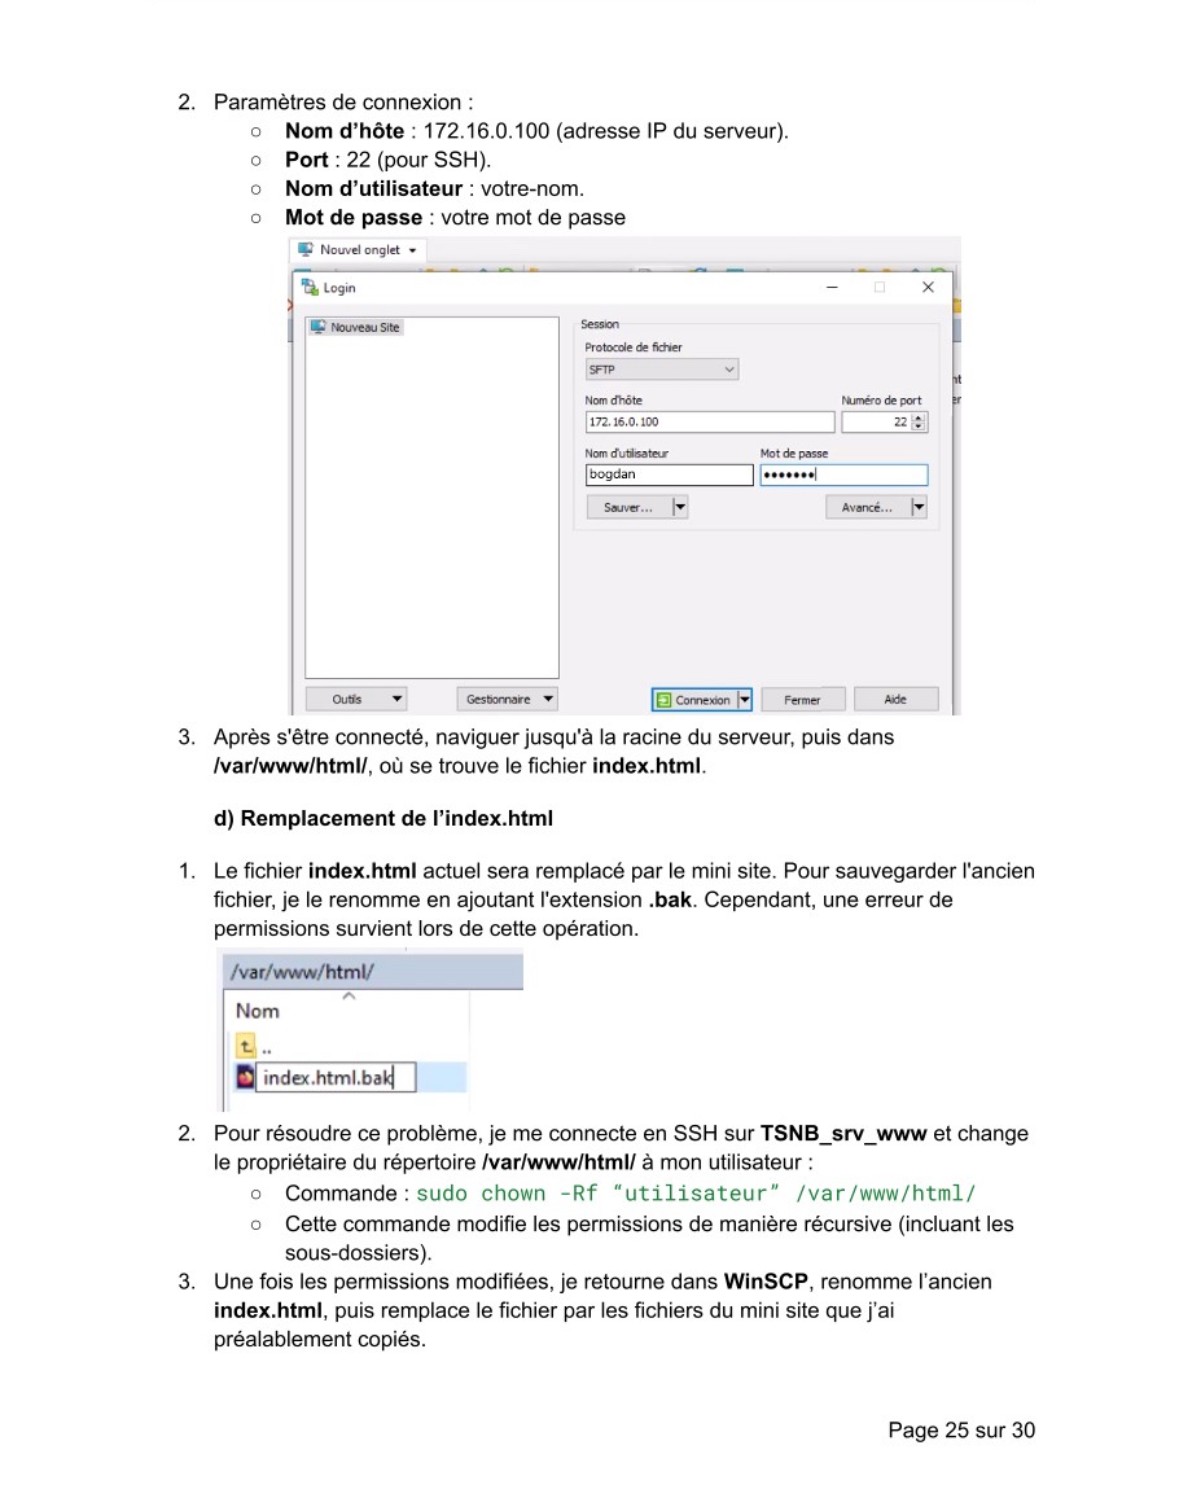 2. Paramètres de connexion :
○ Nom d’hôte : 172.16.0.100 (adresse IP du serveur).
○ Port : 22 (pour SSH).
○ Nom d’utilisateur : votre-nom.
○ Mot de passe : votre mot de passe
Nouvel onglet
Login
Nouveau Site
Session
Protocole de fichier
SFTP
Nom d'hôte Numéro de port
172.16.0.100 22
Nom d'utilisateur Mot de passe
bogdan •••••••
Sauver... Avancé...
Outils Gestionnaire Connexion Fermer Aide
3. Après s'être connecté, naviguer jusqu'à la racine du serveur, puis dans
/var/www/html/, où se trouve le fichier index.html.
d) Remplacement de l’index.html
1. Le fichier index.html actuel sera remplacé par le mini site. Pour sauvegarder l'ancien
fichier, je le renomme en ajoutant l'extension .bak. Cependant, une erreur de
permissions survient lors de cette opération.
/var/www/html/
Nom
..
index.html.bak
2. Pour résoudre ce problème, je me connecte en SSH sur TSNB_srv_www et change
le propriétaire du répertoire /var/www/html/ à mon utilisateur :
○ Commande : sudo chown -Rf “utilisateur” /var/www/html/
○ Cette commande modifie les permissions de manière récursive (incluant les
sous-dossiers).
3. Une fois les permissions modifiées, je retourne dans WinSCP, renomme l’ancien
index.html, puis remplace le fichier par les fichiers du mini site que j’ai
préalablement copiés.
Page 25 sur 30